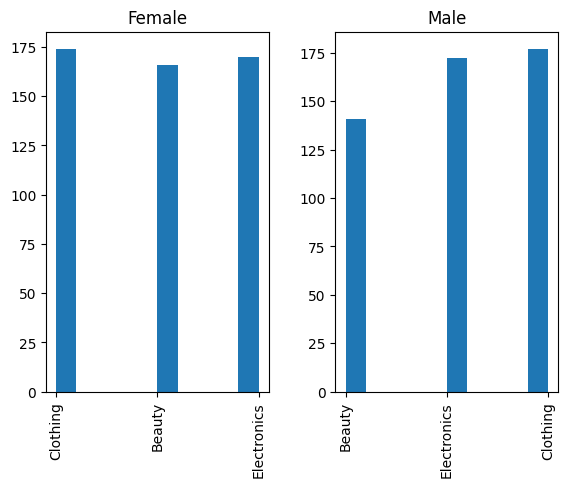 Female
175
150
125
100
75
50
25
0
Clothing
Beauty
Electronics
Male
175
150
125
100
75
50
25
0
Beauty
Electronics
Clothing